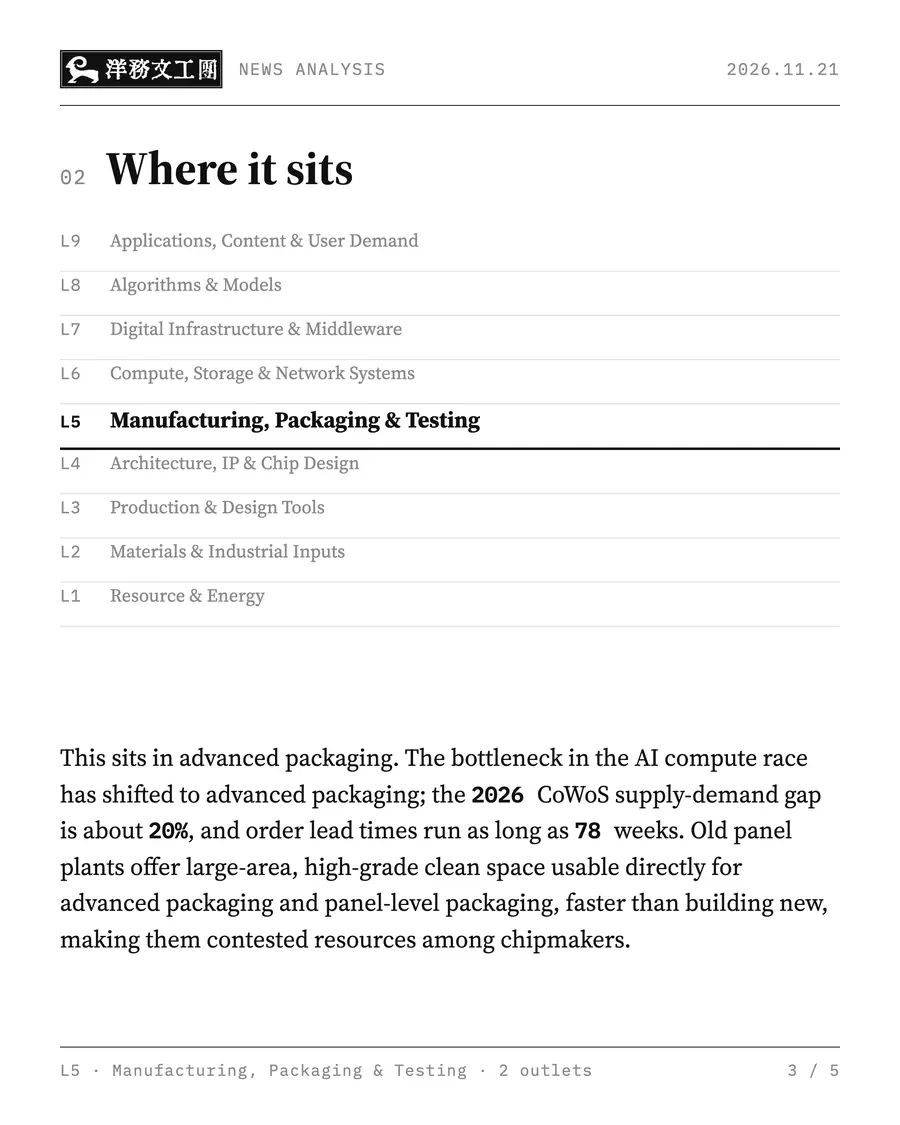 洋務文工團 NEWS ANALYSIS 2026.11.21
02 Where it sits
L9 Applications, Content & User Demand
L8 Algorithms & Models
L7 Digital Infrastructure & Middleware
L6 Compute, Storage & Network Systems
L5 Manufacturing, Packaging & Testing
L4 Architecture, IP & Chip Design
L3 Production & Design Tools
L2 Materials & Industrial Inputs
L1 Resource & Energy
This sits in advanced packaging. The bottleneck in the AI compute race
has shifted to advanced packaging; the 2026 CoWoS supply-demand gap
is about 20%, and order lead times run as long as 78 weeks. Old panel
plants offer large-area, high-grade clean space usable directly for
advanced packaging and panel-level packaging, faster than building new,
making them contested resources among chipmakers.
L5 · Manufacturing, Packaging & Testing · 2 outlets 3 / 5